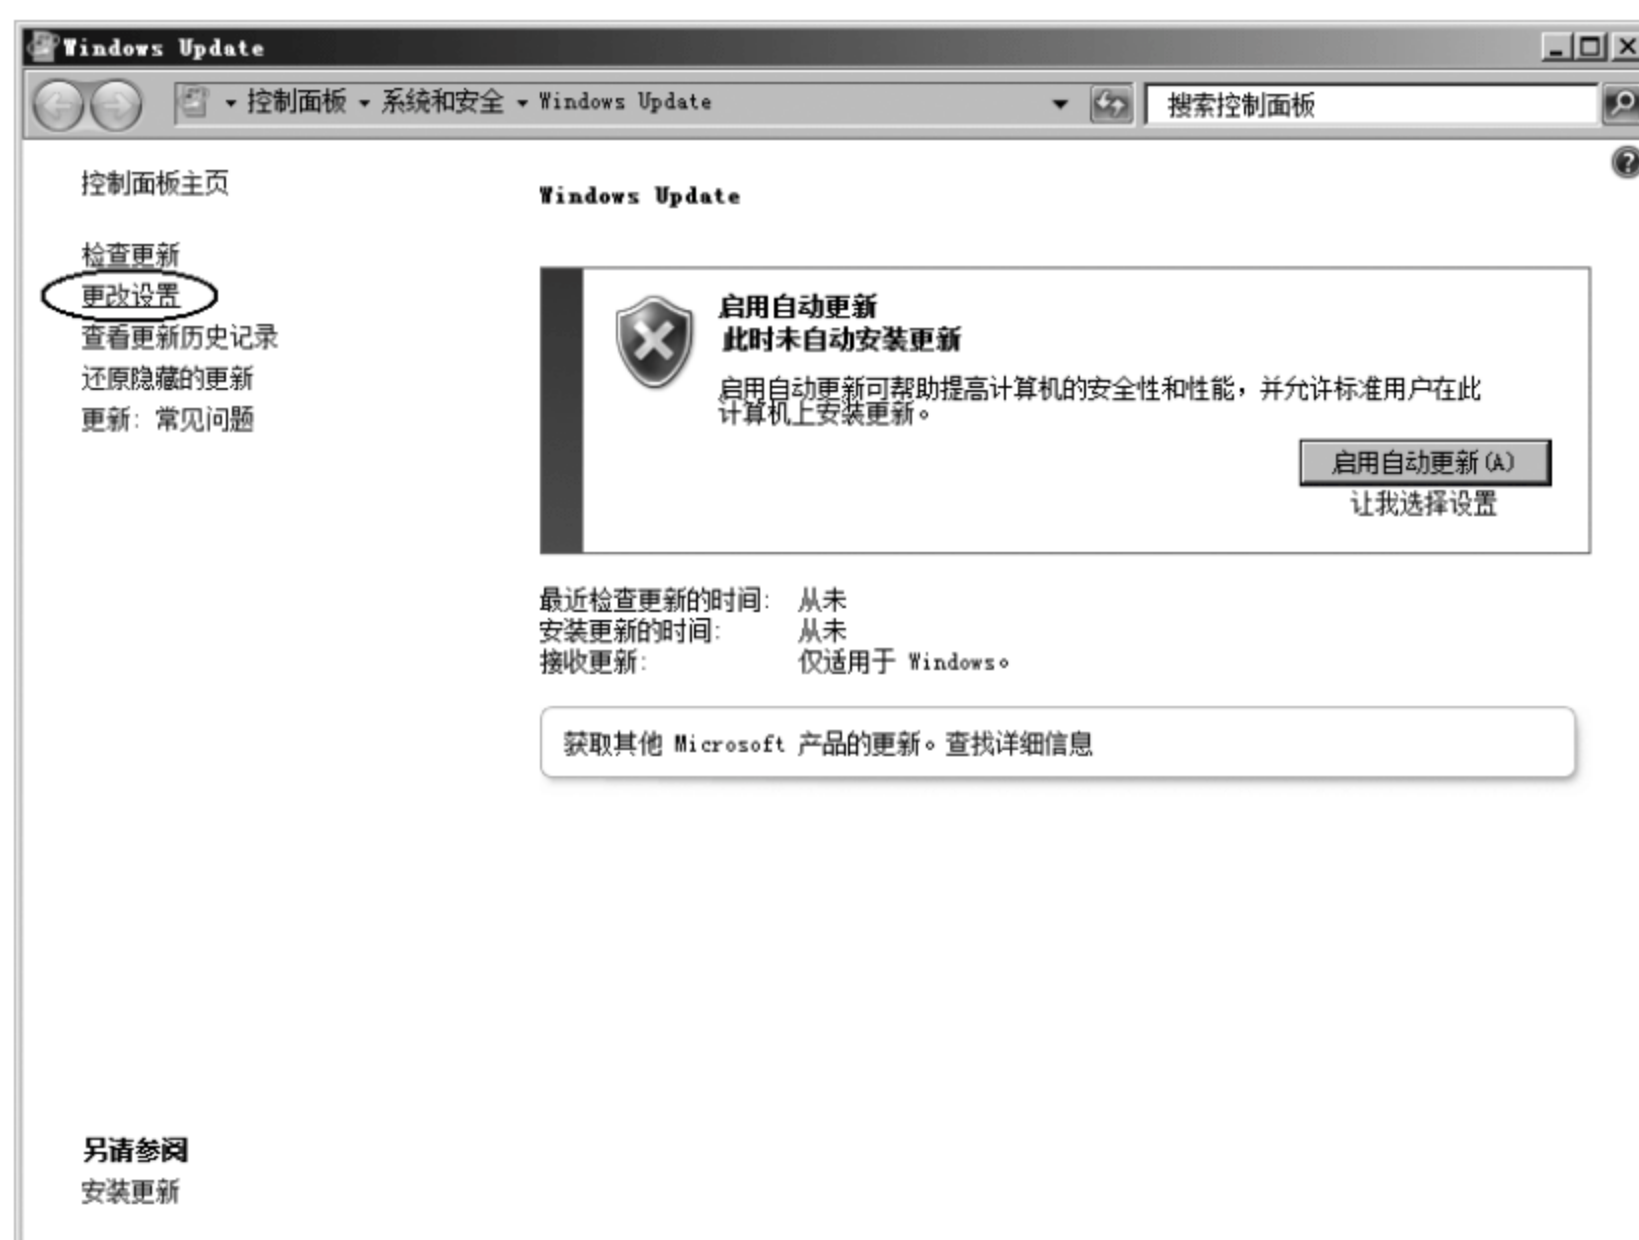 Windows Update
控制面板 系统和安全 Windows Update
搜索控制面板
控制面板主页
检查更新
更改设置
查看更新历史记录
还原隐藏的更新
更新: 常见问题
Windows Update
启用自动更新
此时未自动安装更新
启用自动更新可帮助提高计算机的安全性和性能，并允许标准用户在此
计算机上安装更新。
启用自动更新(A)
让我选择设置
最近检查更新的时间: 从未
安装更新的时间: 从未
接收更新: 仅适用于 Windows。
获取其他 Microsoft 产品的更新。查找详细信息
另请参阅
安装更新